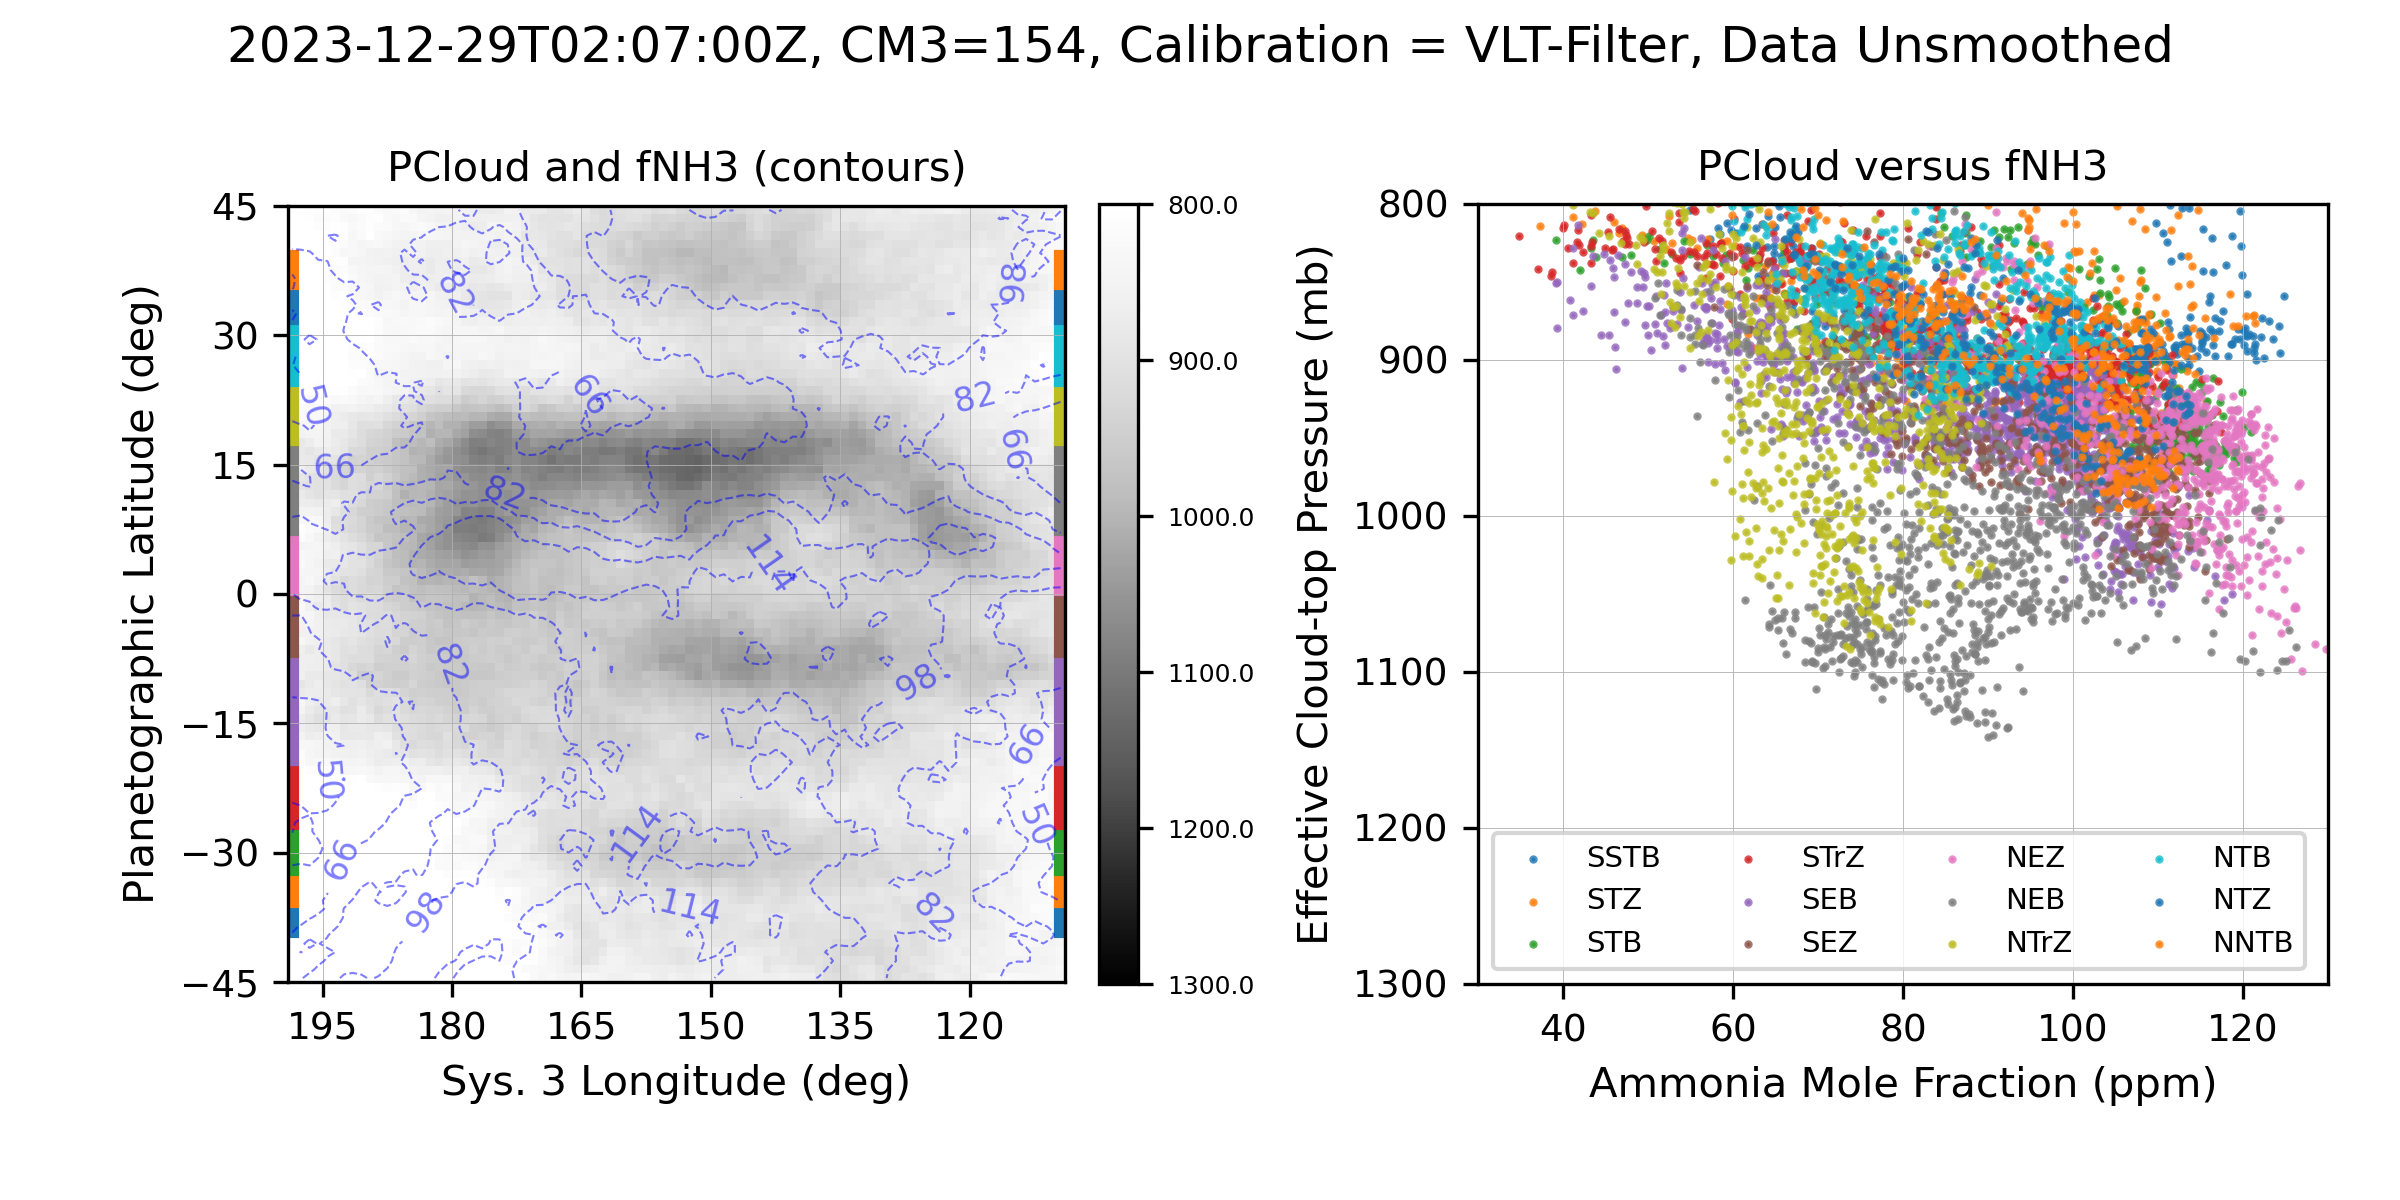 2023-12-29T02:07:00Z, CM3=154, Calibration = VLT-Filter, Data Unsmoothed
PCloud and fNH3 (contours)
Planetographic Latitude (deg)
45
30
15
0
−15
−30
−45
195
180
165
150
135
120
Sys. 3 Longitude (deg)
82
98
66
50
82
66
66
82
114
82
98
66
50
50
114
66
98
114
82
800.0
900.0
1000.0
1100.0
1200.0
1300.0
PCloud versus fNH3
Effective Cloud-top Pressure (mb)
800
900
1000
1100
1200
1300
40
60
80
100
120
Ammonia Mole Fraction (ppm)
SSTB
STZ
STB
STrZ
SEB
SEZ
NEZ
NEB
NTrZ
NTB
NTZ
NNTB